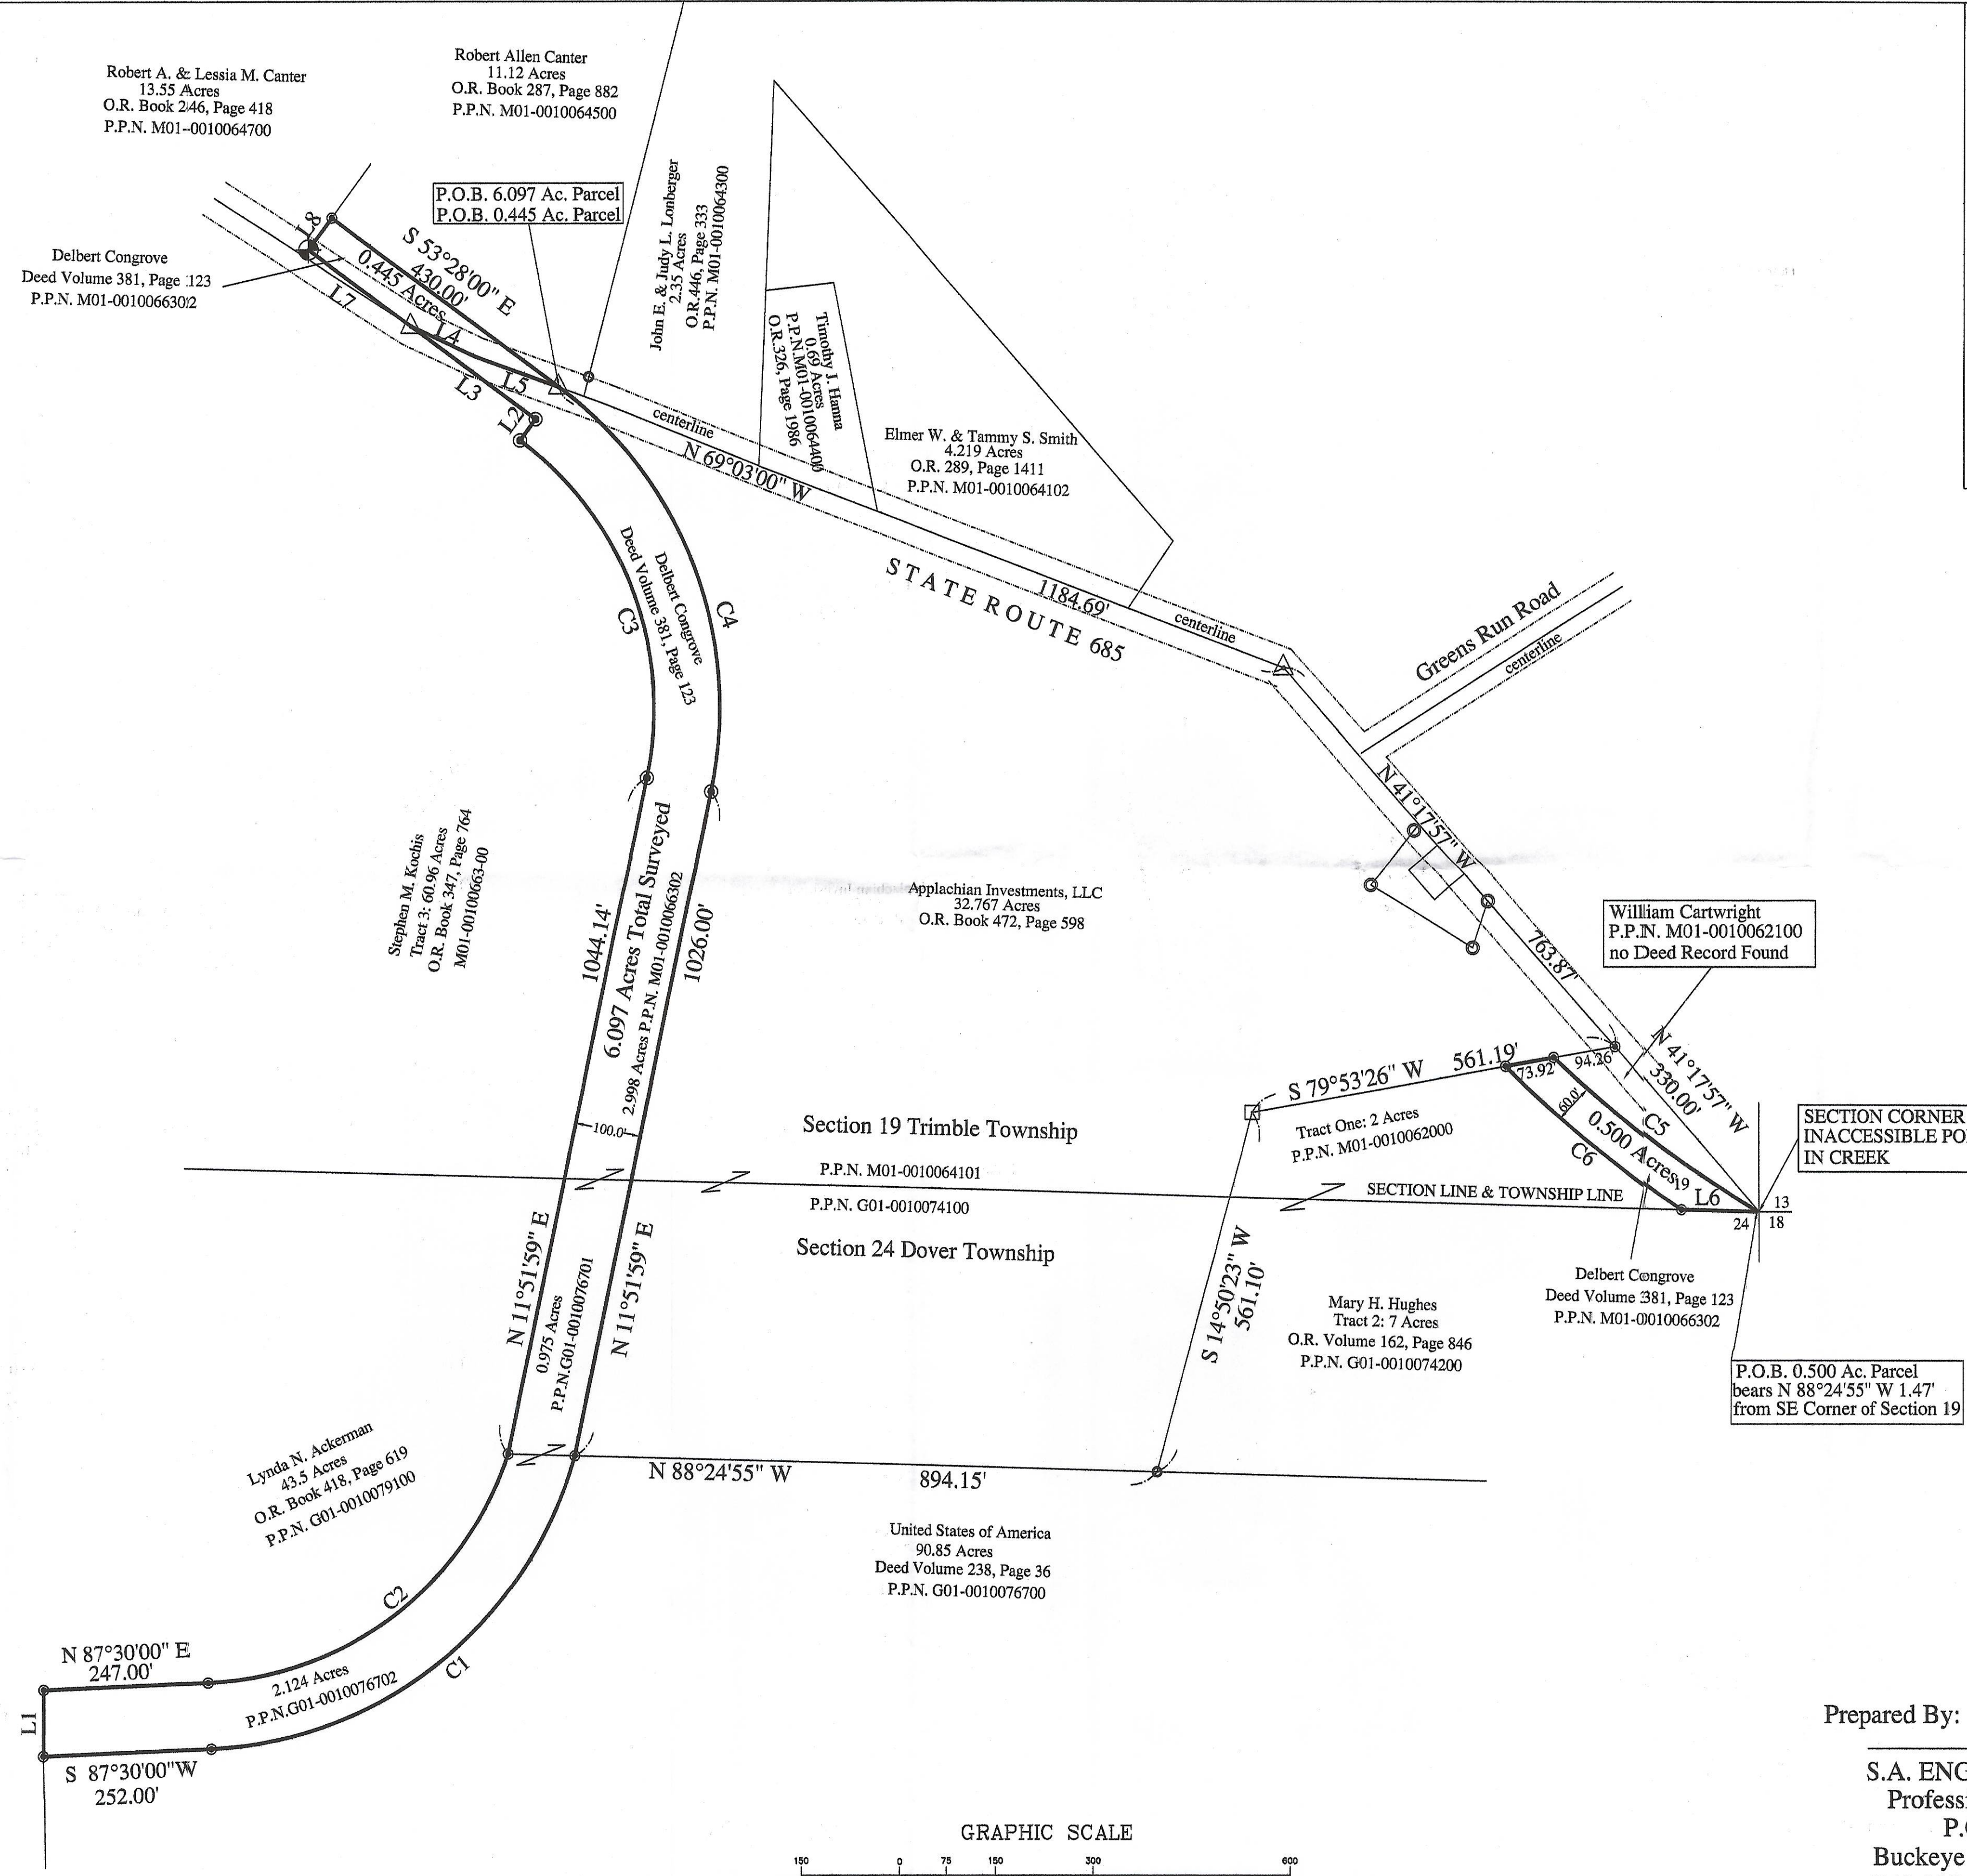 Robert A. & Lessia M. Canter
13.55 Acres
O.R. Book 246, Page 418
P.P.N. M01-0010064700
Robert Allen Canter
11.12 Acres
O.R. Book 287, Page 882
P.P.N. M01-0010064500
P.O.B. 6.097 Ac. Parcel
P.O.B. 0.445 Ac. Parcel
John E. & Judy L. Lonberger
2.35 Acres
O.R.446, Page 333
P.P.N. M01-0010064300
L8
S 53°28'00" E
430.00'
0.445 Acres
Delbert Congrove
Deed Volume 381, Page 123
P.P.N. M01-0010066302
L7
L4
L5
L3
L2
Timothy J. Hanna
0.69 Acres
P.P.N.M01-0010064400
O.R.326, Page 1986
Elmer W. & Tammy S. Smith
4.219 Acres
O.R. 289, Page 1411
P.P.N. M01-0010064102
centerline
N 69°03'00" W
1184.69'
centerline
STATE ROUTE 685
Greens Run Road
centerline
Delbert Congrove
Deed Volume 381, Page 123
C3
C4
N 41°17'57" W
763.87'
Stephen M. Kochis
Tract 3: 60.96 Acres
O.R. Book 347, Page 764
M01-00100663-00
1044.14'
6.097 Acres Total Surveyed
2.998 Acres P.P.N. M01-0010066302
1026.00'
100.0'
Applachian Investments, LLC
32.767 Acres
O.R. Book 472, Page 598
William Cartwright
P.P.N. M01-0010062100
no Deed Record Found
N 41°17'57" W
330.00'
S 79°53'26" W
561.19'
73.92'
94.26'
60.0'
0.500 Acres
C5
C6
L6
19
13
24
18
Tract One: 2 Acres
P.P.N. M01-0010062000
SECTION CORNER
INACCESSIBLE PO
IN CREEK
Section 19 Trimble Township
P.P.N. M01-0010064101
SECTION LINE & TOWNSHIP LINE
P.P.N. G01-0010074100
Section 24 Dover Township
N 11°51'59" E
0.975 Acres
P.P.N.G01-0010076701
N 11°51'59" E
S 14°50'23" W
561.10'
Mary H. Hughes
Tract 2: 7 Acres
O.R. Volume 162, Page 846
P.P.N. G01-0010074200
Delbert Congrove
Deed Volume 381, Page 123
P.P.N. M01-0010066302
P.O.B. 0.500 Ac. Parcel
bears N 88°24'55" W 1.47'
from SE Corner of Section 19
Lynda N. Ackerman
43.5 Acres
O.R. Book 418, Page 619
P.P.N. G01-0010079100
N 88°24'55" W
894.15'
United States of America
90.85 Acres
Deed Volume 238, Page 36
P.P.N. G01-0010076700
C2
C1
N 87°30'00" E
247.00'
2.124 Acres
P.P.N.G01-0010076702
L1
S 87°30'00"W
252.00'
Prepared By:
S.A. ENG
Profess
P.
Buckeye
GRAPHIC SCALE
150 0 75 150 300 600